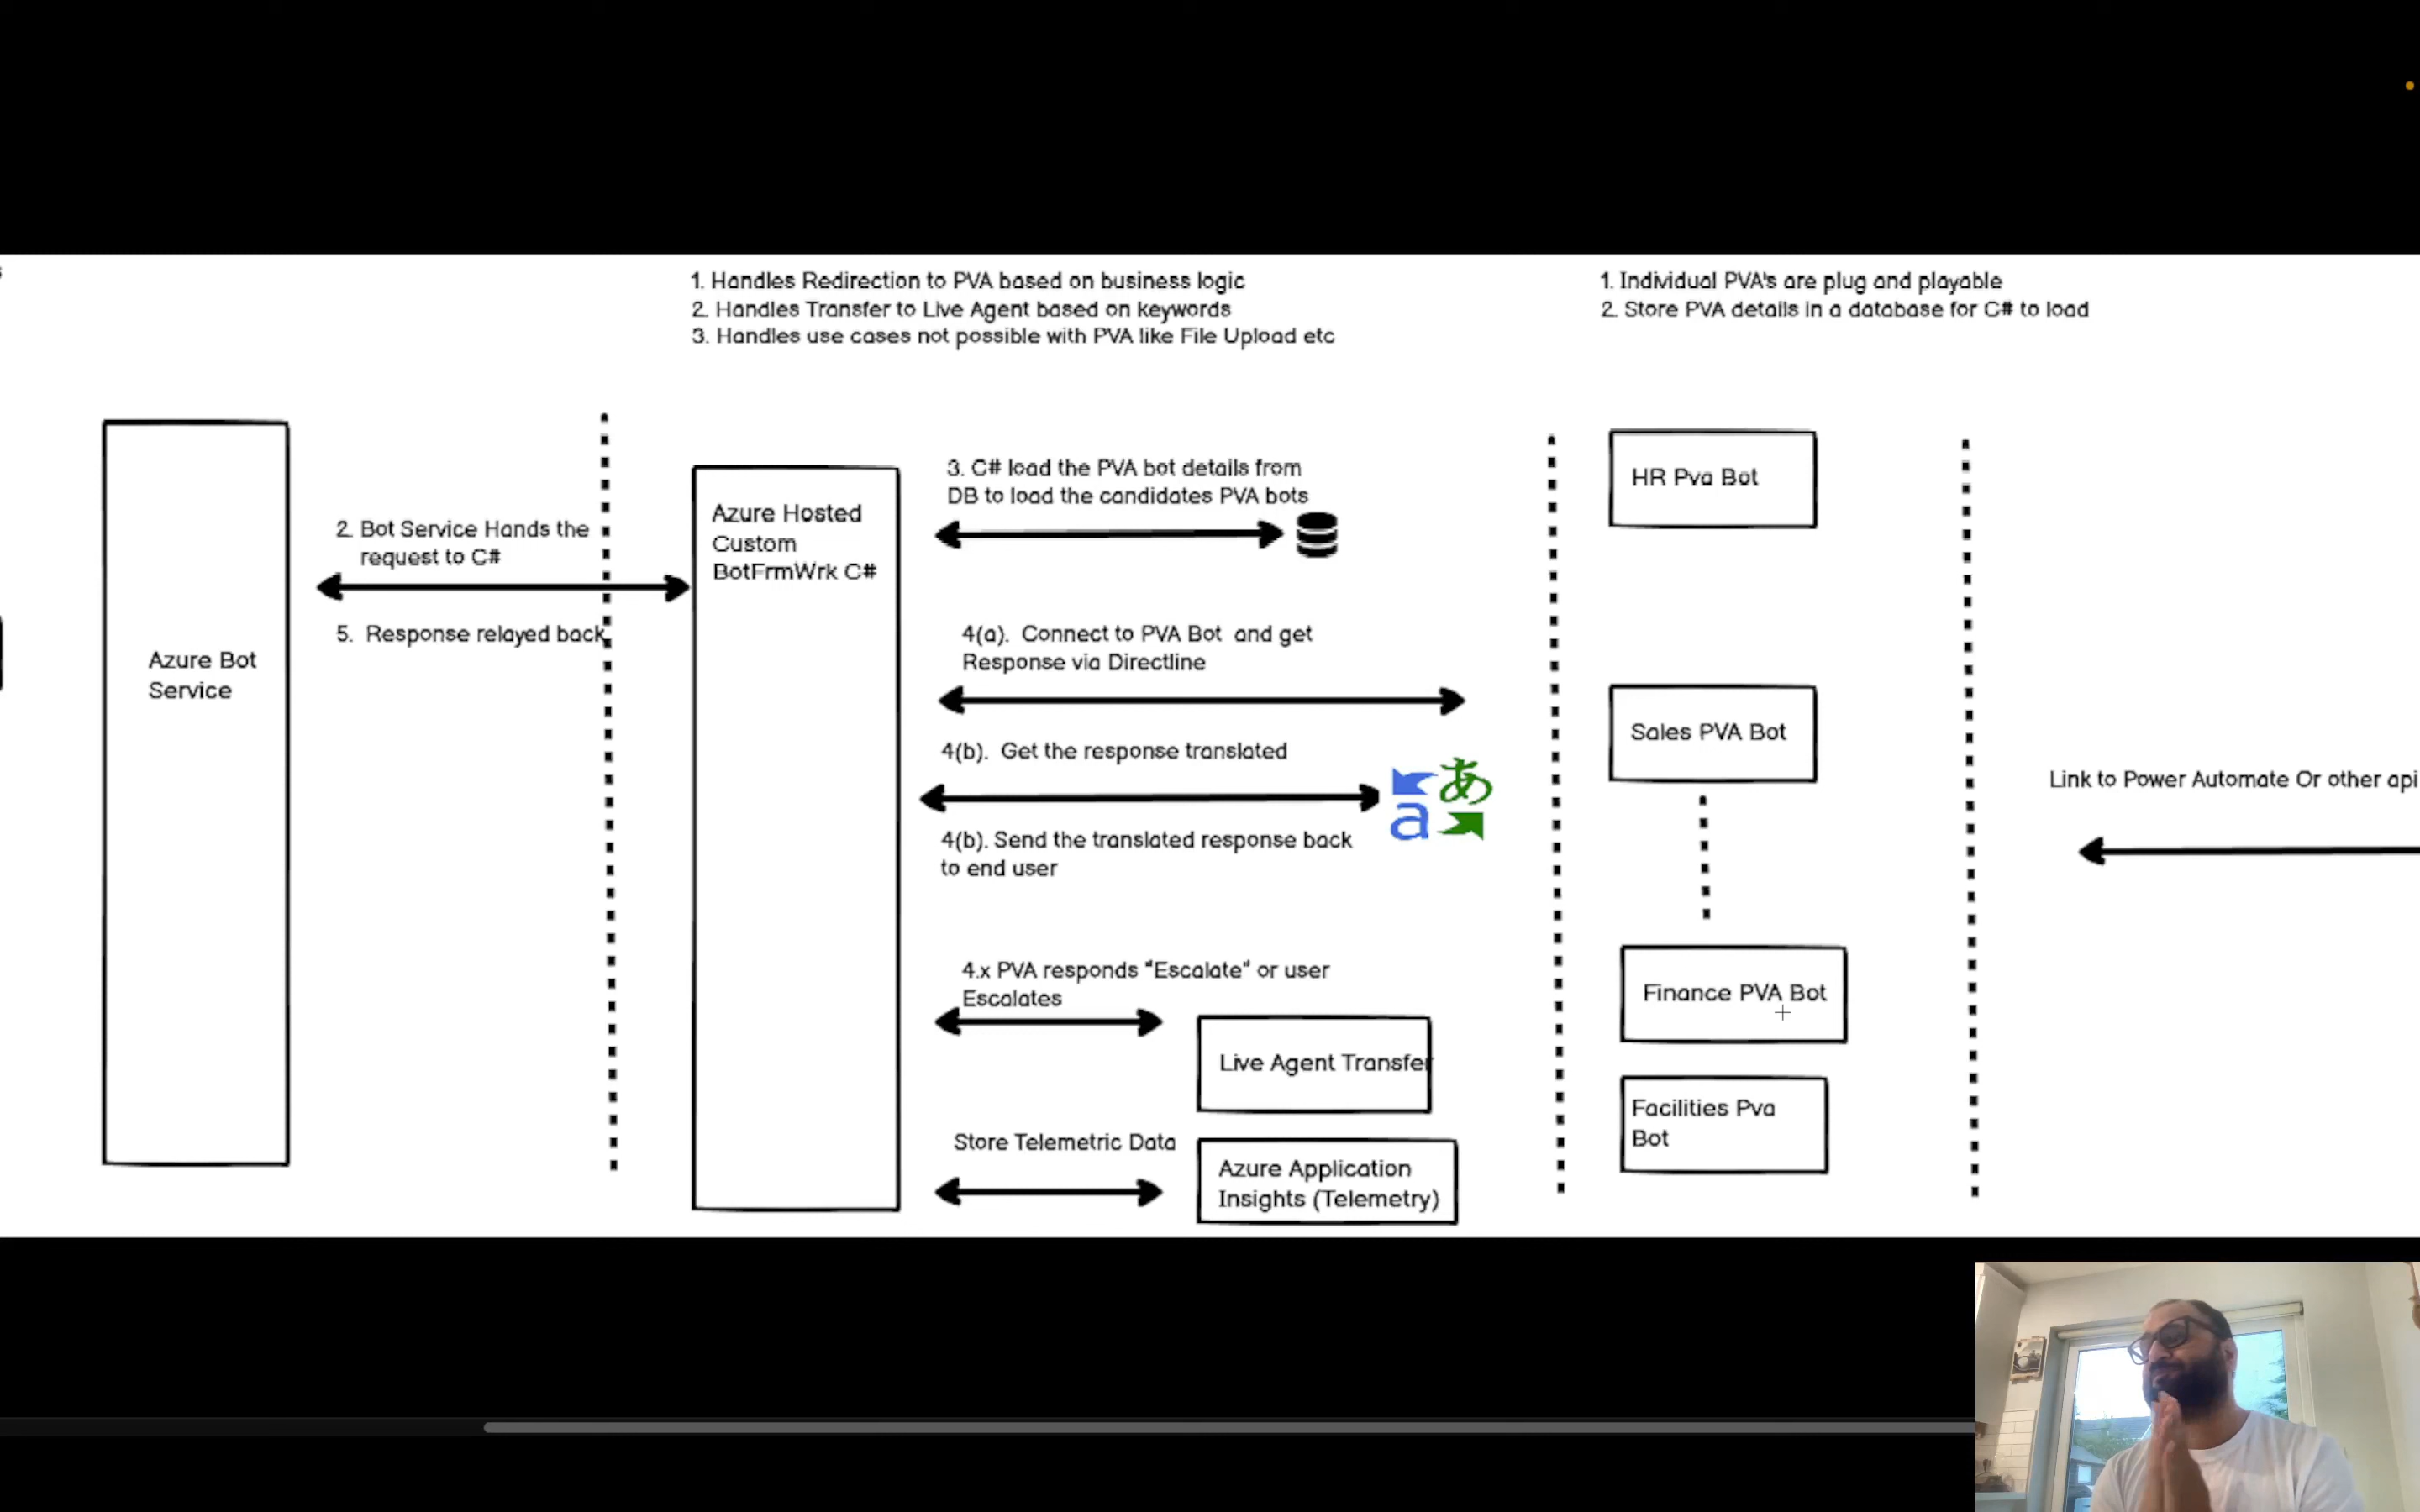 1. Handles Redirection to PVA based on business logic
2. Handles Transfer to Live Agent based on keywords
3. Handles use cases not possible with PVA like File Upload etc
1. Individual PVA's are plug and playable
2. Store PVA details in a database for C# to load
Azure Bot
Service
2. Bot Service Hands the
request to C#
5. Response relayed back
Azure Hosted
Custom
BotFrmWrk C#
3. C# load the PVA bot details from
DB to load the candidates PVA bots
4(a). Connect to PVA Bot and get
Response via Directline
4(b). Get the response translated
あ
a
4(b). Send the translated response back
to end user
4.x PVA responds "Escalate" or user
Escalates
Live Agent Transfer
Store Telemetric Data
Azure Application
Insights (Telemetry)
HR Pva Bot
Sales PVA Bot
Finance PVA Bot
Facilities Pva
Bot
Link to Power Automate Or other api